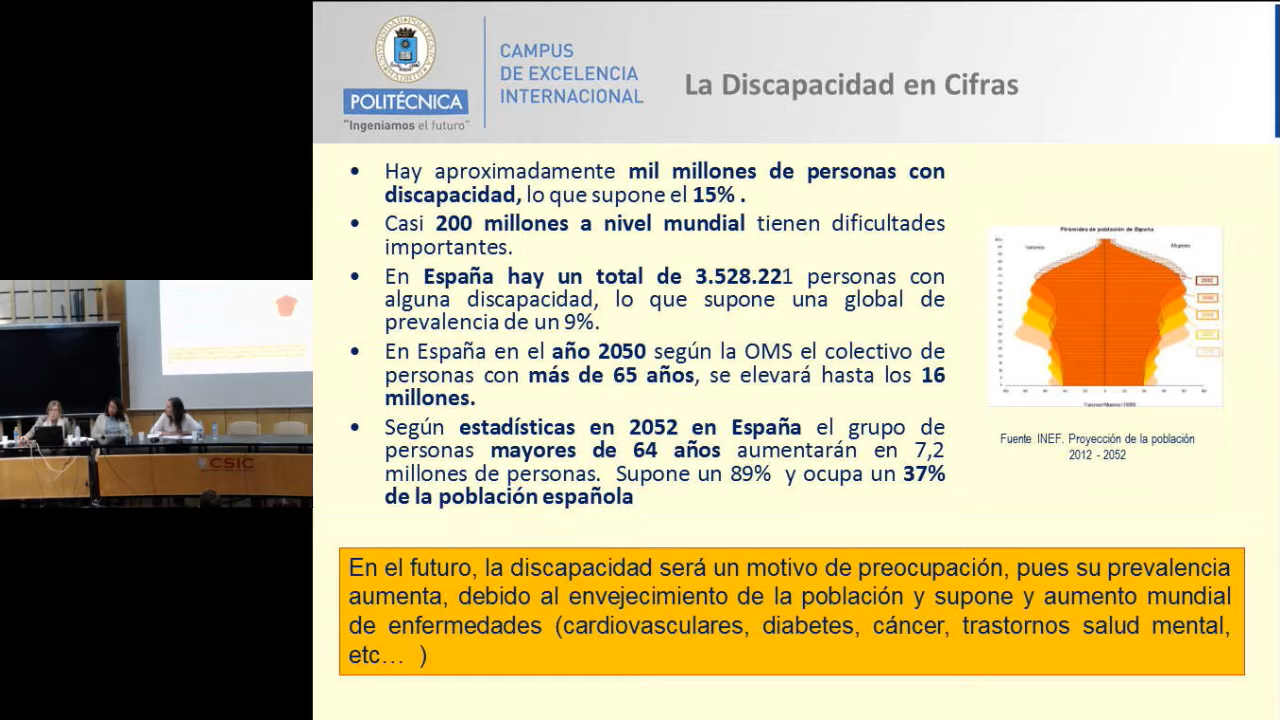 CAMPUS
DE EXCELENCIA
INTERNACIONAL
POLITÉCNICA
"Ingeniamos el futuro"
La Discapacidad en Cifras
• Hay aproximadamente mil millones de personas con
discapacidad, lo que supone el 15% .
• Casi 200 millones a nivel mundial tienen dificultades
importantes.
• En España hay un total de 3.528.221 personas con
alguna discapacidad, lo que supone una global de
prevalencia de un 9%.
• En España en el año 2050 según la OMS el colectivo de
personas con más de 65 años, se elevará hasta los 16
millones.
• Según estadísticas en 2052 en España el grupo de
personas mayores de 64 años aumentarán en 7,2
millones de personas. Supone un 89% y ocupa un 37%
de la población española
Pirámides de población de España
Varones
Mujeres
Fuente INEF. Proyección de la población
2012 - 2052
En el futuro, la discapacidad será un motivo de preocupación, pues su prevalencia
aumenta, debido al envejecimiento de la población y supone y aumento mundial
de enfermedades (cardiovasculares, diabetes, cáncer, trastornos salud mental,
etc… )
CSIC